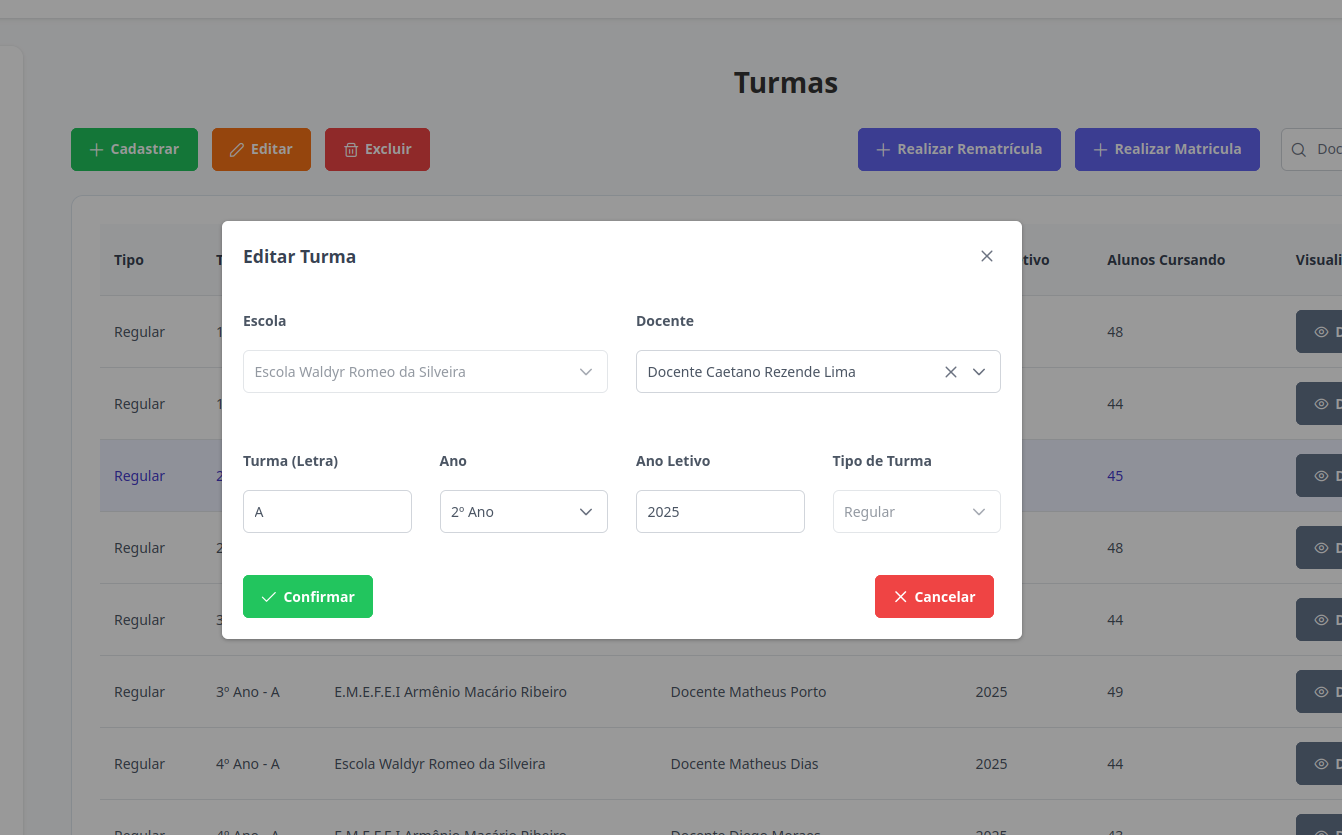 Turmas
Cadastrar Editar Excluir Realizar Rematrícula Realizar Matricula Doc
Editar Turma
Tipo T tivo Alunos Cursando Visuali
Escola Docente
Regular 1 48 D
Escola Waldyr Romeo da Silveira Docente Caetano Rezende Lima
Regular 1 44 D
Turma (Letra) Ano Ano Letivo Tipo de Turma
Regular 2 45 D
A 2º Ano 2025 Regular
Regular 2 48 D
Confirmar Cancelar
Regular 3 44 D
Regular 3º Ano - A E.M.E.F.E.I Armênio Macário Ribeiro Docente Matheus Porto 2025 49 D
Regular 4º Ano - A Escola Waldyr Romeo da Silveira Docente Matheus Dias 2025 44 D
Regular 4º Ano - A E.M.E.F.E.I Armênio Macário Ribeiro Docente Diego Moraes 2025 43